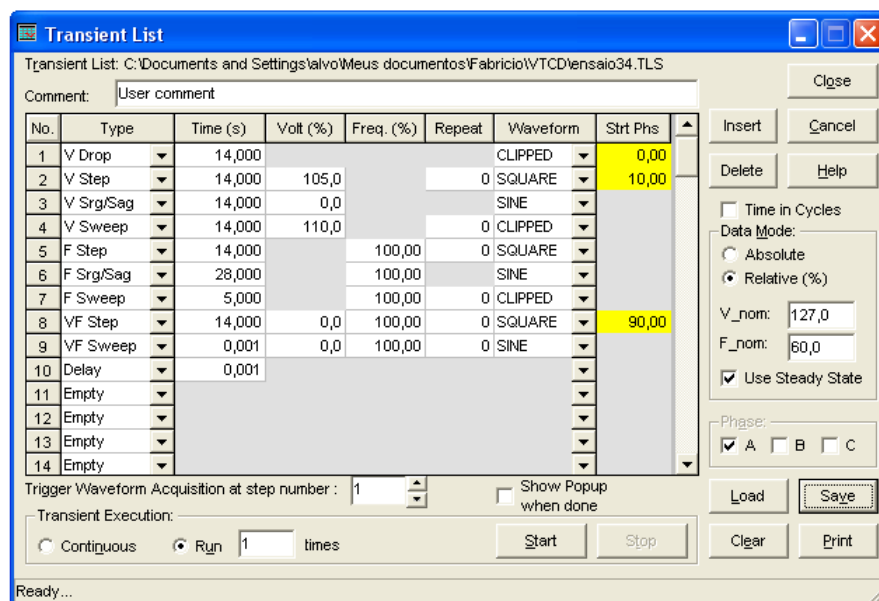 Transient List
Transient List: C:\Documents and Settings\alvo\Meus documentos\Fabricio\VTCD\ensaio34.TLS
Close
Comment: User comment
No. Type Time (s) Volt (%) Freq. (%) Repeat Waveform Strt Phs
Insert Cancel
1 V Drop 14,000 CLIPPED 0,00
2 V Step 14,000 105,0 0 SQUARE 10,00
Delete Help
3 V Srg/Sag 14,000 0,0 SINE
4 V Sweep 14,000 110,0 0 CLIPPED
5 F Step 14,000 100,00 0 SQUARE
6 F Srg/Sag 28,000 100,00 SINE
7 F Sweep 5,000 100,00 0 CLIPPED
8 VF Step 14,000 0,0 100,00 0 SQUARE 90,00
9 VF Sweep 0,001 0,0 100,00 0 SINE
10 Delay 0,001
11 Empty
12 Empty
13 Empty
14 Empty
Time in Cycles
Data Mode:
Absolute
Relative (%)
V_nom: 127,0
F_nom: 60,0
Use Steady State
Phase:
A B C
Trigger Waveform Acquisition at step number : 1
Show Popup
when done
Load Save
Transient Execution:
Continuous Run 1 times
Start Stop
Clear Print
Ready...